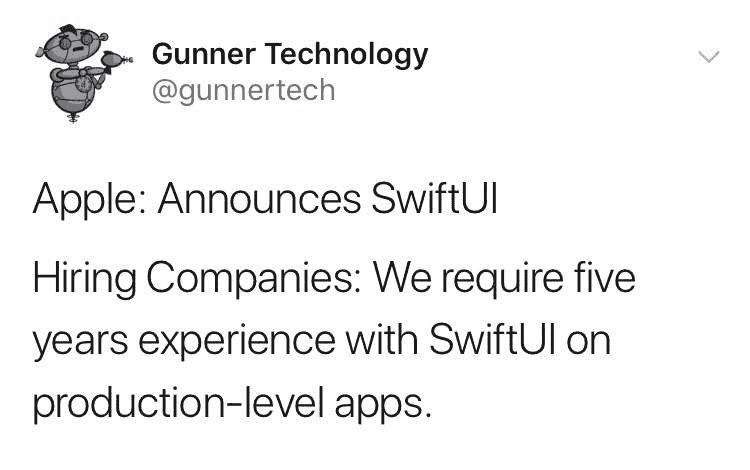 Gunner Technology
@gunnertech
Apple: Announces SwiftUI
Hiring Companies: We require five
years experience with SwiftUI on
production-level apps.